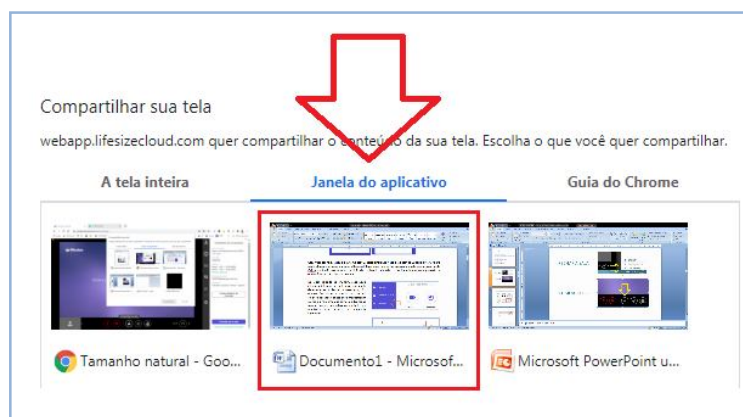 Compartilhar sua tela
webapp.lifesizecloud.com quer compartilhar o conteúdo da sua tela. Escolha o que você quer compartilhar.
A tela inteira
Janela do aplicativo
Guia do Chrome
Tamanho natural - Goo...
Documento1 - Microsof...
Microsoft PowerPoint u...